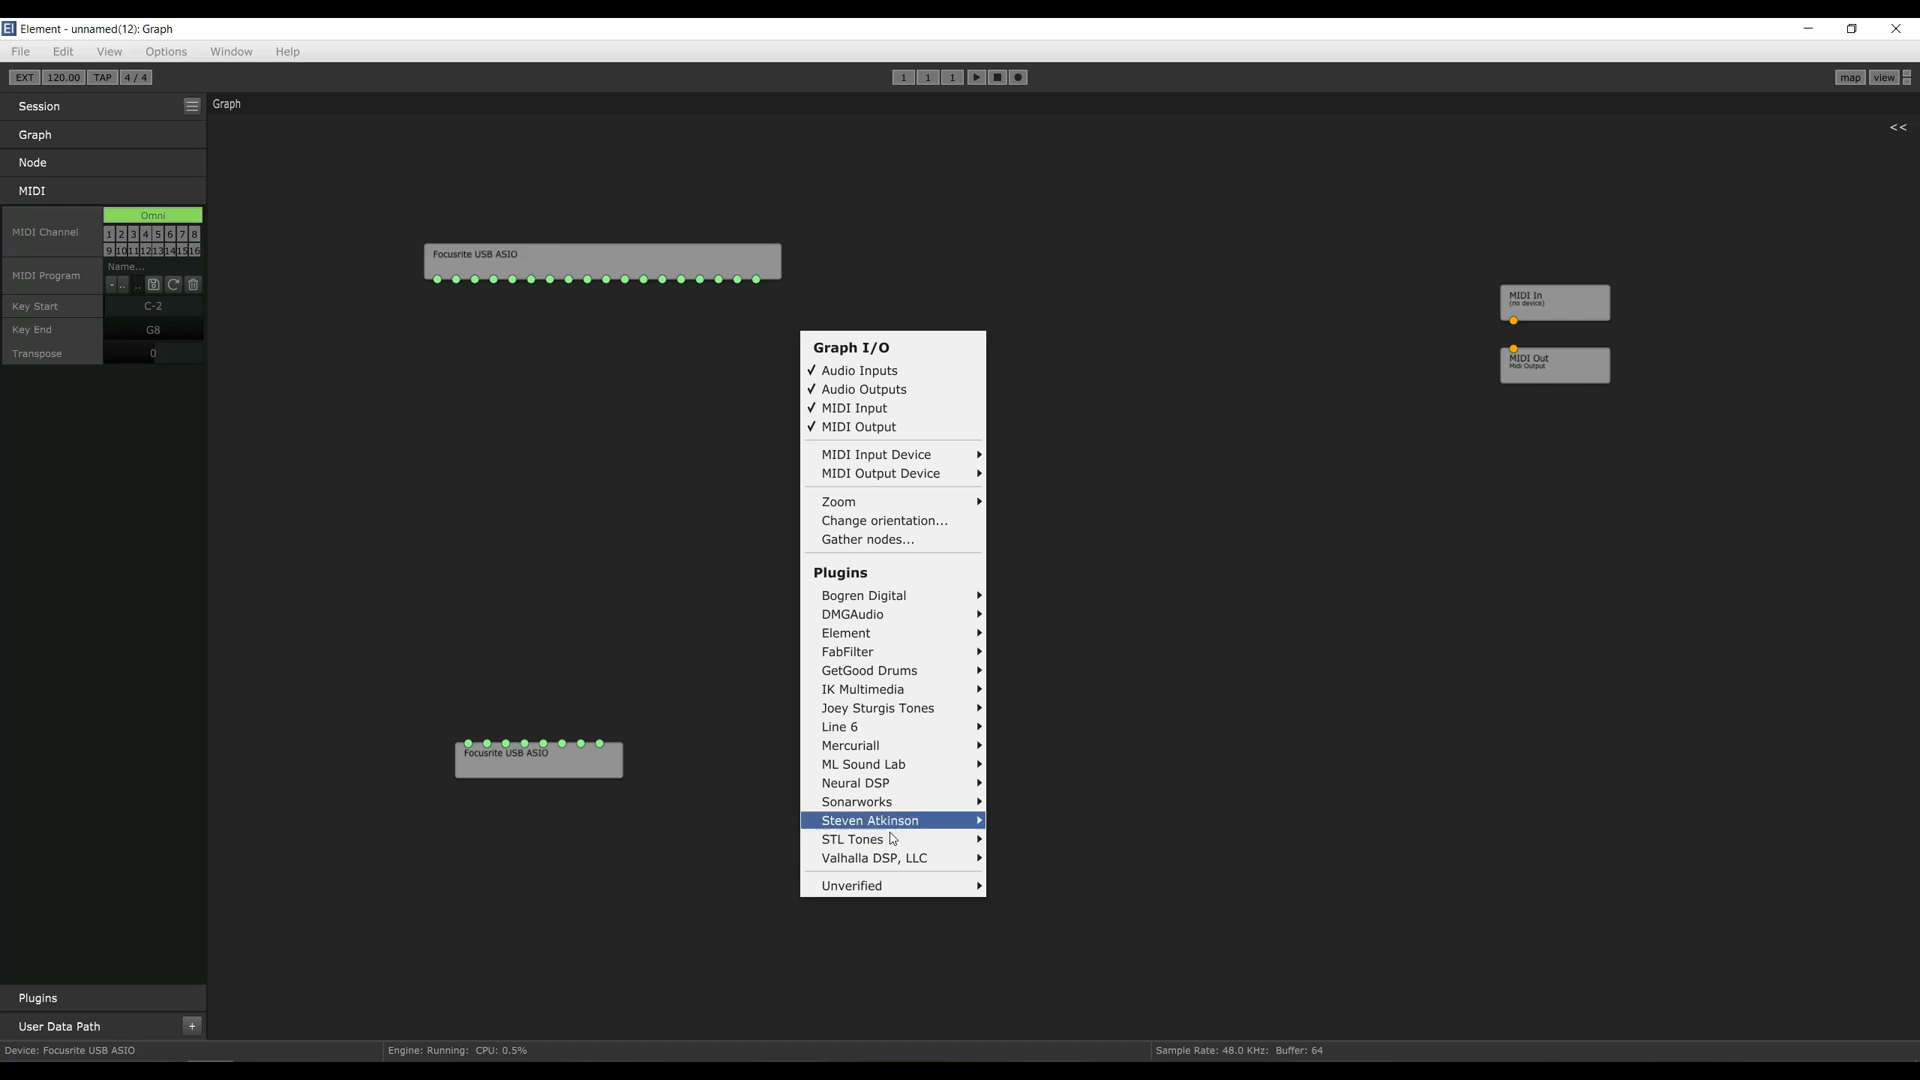 Element - unnamed(12): Graph
File Edit View Options Window Help
EXT 120.00 TAP 4 / 4 1 1 1 map view
Session
Graph
Node
MIDI
MIDI Channel
Omni
1 2 3 4 5 6 7 8
9 10 11 12 13 14 15 16
MIDI Program
Name...
- .. ..
Key Start C-2
Key End G8
Transpose 0
Plugins
User Data Path +
Graph
<<
Focusrite USB ASIO
MIDI In
(no device)
MIDI Out
Midi Output
Focusrite USB ASIO
Graph I/O
✓ Audio Inputs
✓ Audio Outputs
✓ MIDI Input
✓ MIDI Output
MIDI Input Device
MIDI Output Device
Zoom
Change orientation...
Gather nodes...
Plugins
Bogren Digital
DMGAudio
Element
FabFilter
GetGood Drums
IK Multimedia
Joey Sturgis Tones
Line 6
Mercuriall
ML Sound Lab
Neural DSP
Sonarworks
Steven Atkinson
STL Tones
Valhalla DSP, LLC
Unverified
Device: Focusrite USB ASIO Engine: Running: CPU: 0.5% Sample Rate: 48.0 KHz: Buffer: 64